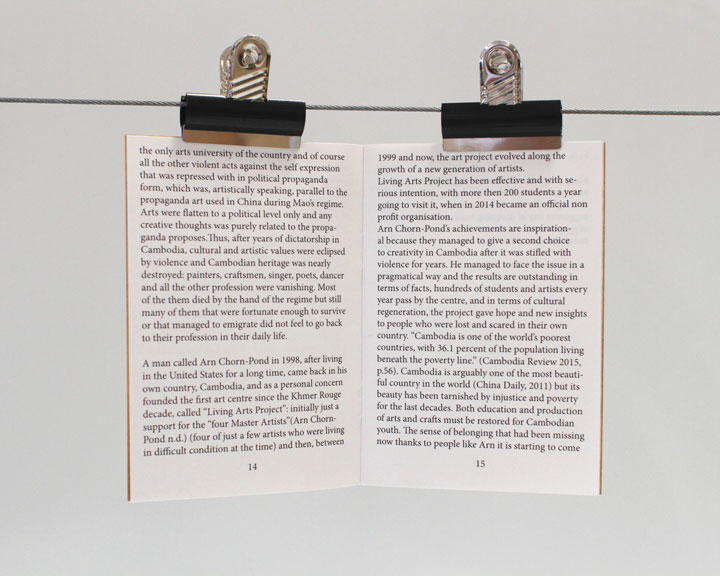 the only arts university of the country and of course
all the other violent acts against the self expression
that was repressed with in political propaganda
form, which was, artistically speaking, parallel to the
propaganda art used in China during Mao's regime.
Arts were flatten to a political level only and any
creative thoughts was purely related to the propa-
ganda proposes.Thus, after years of dictatorship in
Cambodia, cultural and artistic values were eclipsed
by violence and Cambodian heritage was nearly
destroyed: painters, craftsmen, singer, poets, dancer
and all the other profession were vanishing. Most
of the them died by the hand of the regime but still
many of them that were fortunate enough to survive
or that managed to emigrate did not feel to go back
to their profession in their daily life.
A man called Arn Chorn-Pond in 1998, after living
in the United States for a long time, came back in his
own country, Cambodia, and as a personal concern
founded the first art centre since the Khmer Rouge
decade, called "Living Arts Project": initially just a
support for the "four Master Artists"(Arn Chorn-
Pond n.d.) (four of just a few artists who were living
in difficult condition at the time) and then, between
14
1999 and now, the art project evolved along the
growth of a new generation of artists.
Living Arts Project has been effective and with se-
rious intention, with more then 200 students a year
going to visit it, when in 2014 became an official non
profit organisation.
Arn Chorn-Pond's achievements are inspiration-
al because they managed to give a second choice
to creativity in Cambodia after it was stifled with
violence for years. He managed to face the issue in a
pragmatical way and the results are outstanding in
terms of facts, hundreds of students and artists every
year pass by the centre, and in terms of cultural
regeneration, the project gave hope and new insights
to people who were lost and scared in their own
country. "Cambodia is one of the world's poorest
countries, with 36.1 percent of the population living
beneath the poverty line." (Cambodia Review 2015,
p.56). Cambodia is arguably one of the most beauti-
ful country in the world (China Daily, 2011) but its
beauty has been tarnished by injustice and poverty
for the last decades. Both education and production
of arts and crafts must be restored for Cambodian
youth. The sense of belonging that had been missing
now thanks to people like Arn it is starting to come
15